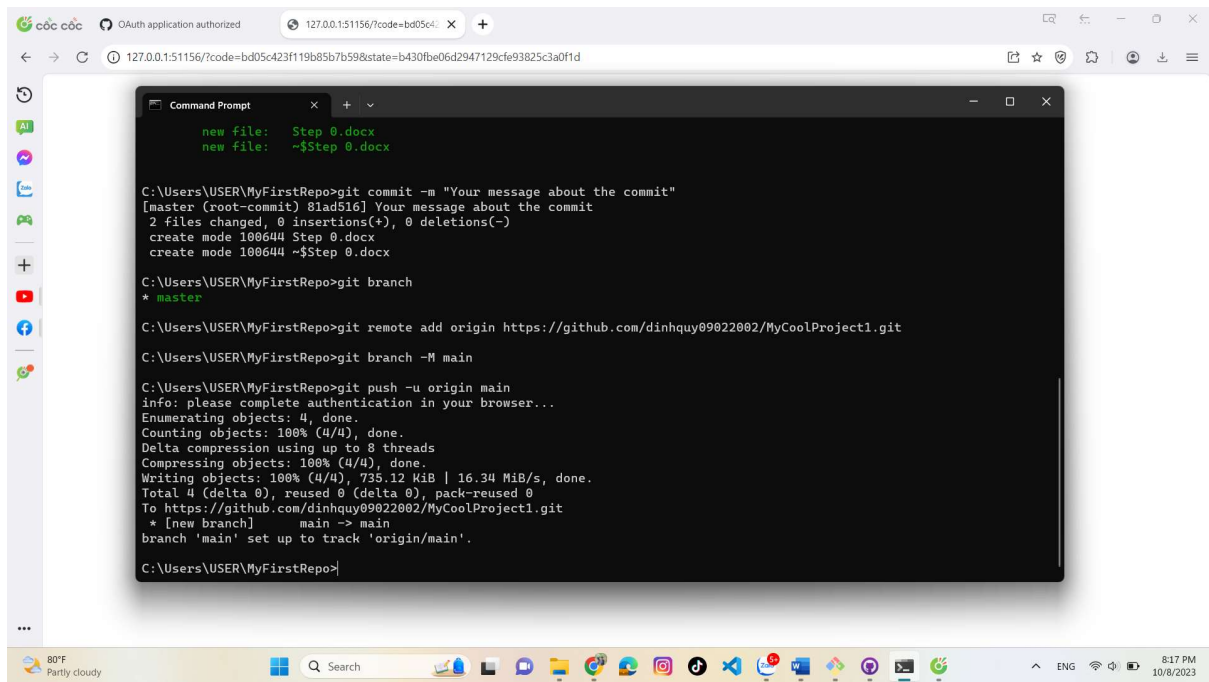 cốc cốc
OAuth application authorized
127.0.0.1:51156/?code=bd05c42
127.0.0.1:51156/?code=bd05c423f119b85b7b59&state=b430fbe06d2947129cfe93825c3a0f1d
AI
Zalo
Command Prompt
new file:   Step 0.docx
new file:   ~$Step 0.docx
C:\Users\USER\MyFirstRepo>git commit -m "Your message about the commit"
[master (root-commit) 81ad516] Your message about the commit
 2 files changed, 0 insertions(+), 0 deletions(-)
 create mode 100644 Step 0.docx
 create mode 100644 ~$Step 0.docx
C:\Users\USER\MyFirstRepo>git branch
* master
C:\Users\USER\MyFirstRepo>git remote add origin https://github.com/dinhquy09022002/MyCoolProject1.git
C:\Users\USER\MyFirstRepo>git branch -M main
C:\Users\USER\MyFirstRepo>git push -u origin main
info: please complete authentication in your browser...
Enumerating objects: 4, done.
Counting objects: 100% (4/4), done.
Delta compression using up to 8 threads
Compressing objects: 100% (4/4), done.
Writing objects: 100% (4/4), 735.12 KiB | 16.34 MiB/s, done.
Total 4 (delta 0), reused 0 (delta 0), pack-reused 0
To https://github.com/dinhquy09022002/MyCoolProject1.git
 * [new branch]      main -> main
branch 'main' set up to track 'origin/main'.
C:\Users\USER\MyFirstRepo>
80°F
Partly cloudy
Search
Zalo
5+
ENG
8:17 PM
10/8/2023